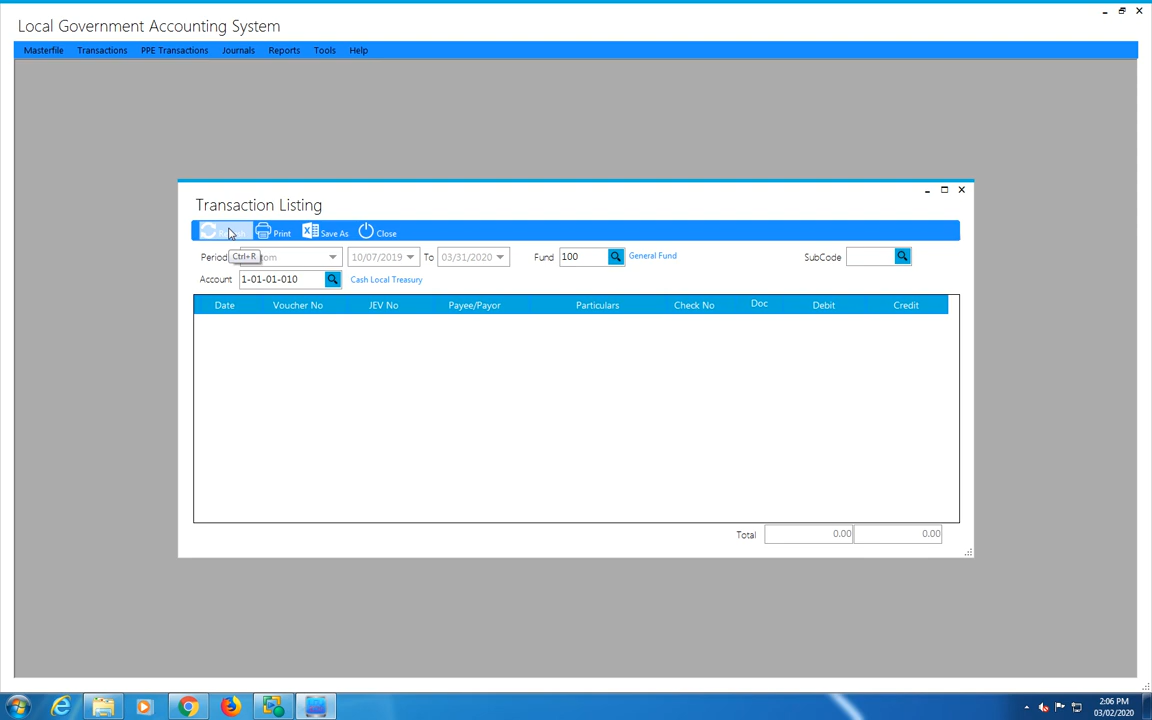 Local Government Accounting System
Masterfile Transactions PPE Transactions Journals Reports Tools Help
Transaction Listing
Print Save As Close
Ctrl+R
Period 10/07/2019 To 03/31/2020 Fund 100 General Fund SubCode
Account 1-01-01-010 Cash Local Treasury
Date Voucher No JEV No Payee/Payor Particulars Check No Doc Debit Credit
Total 0.00 0.00
2:06 PM
03/02/2020